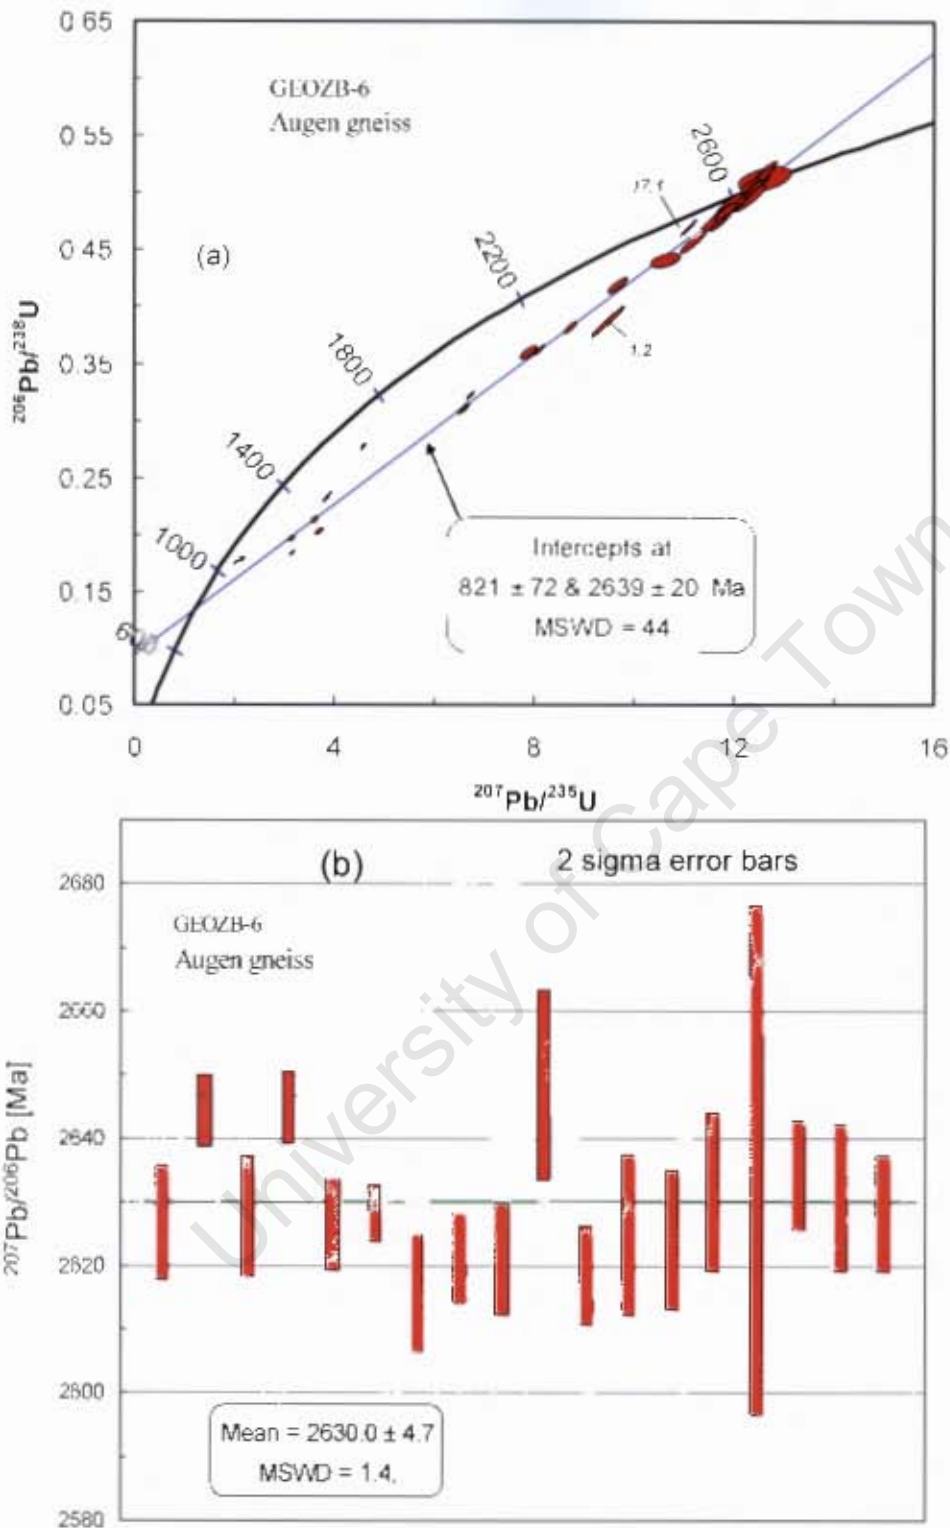 0.65
GEOZB-6
Augen gneiss
0.55
2600
17.1
0.45
(a)
2200
1.2
206Pb/238U
0.35
1800
1400
0.25
1000
Intercepts at
821 ± 72 & 2639 ± 20 Ma
MSWD = 44
0.15
600
0.05
0
4
8
12
16
207Pb/235U
(b)
2 sigma error bars
2680
GEOZB-6
Augen gneiss
2660
207Pb/206Pb [Ma]
2640
2620
2600
Mean = 2630.0 ± 4.7
MSWD = 1.4,
2580
University of Cape Town